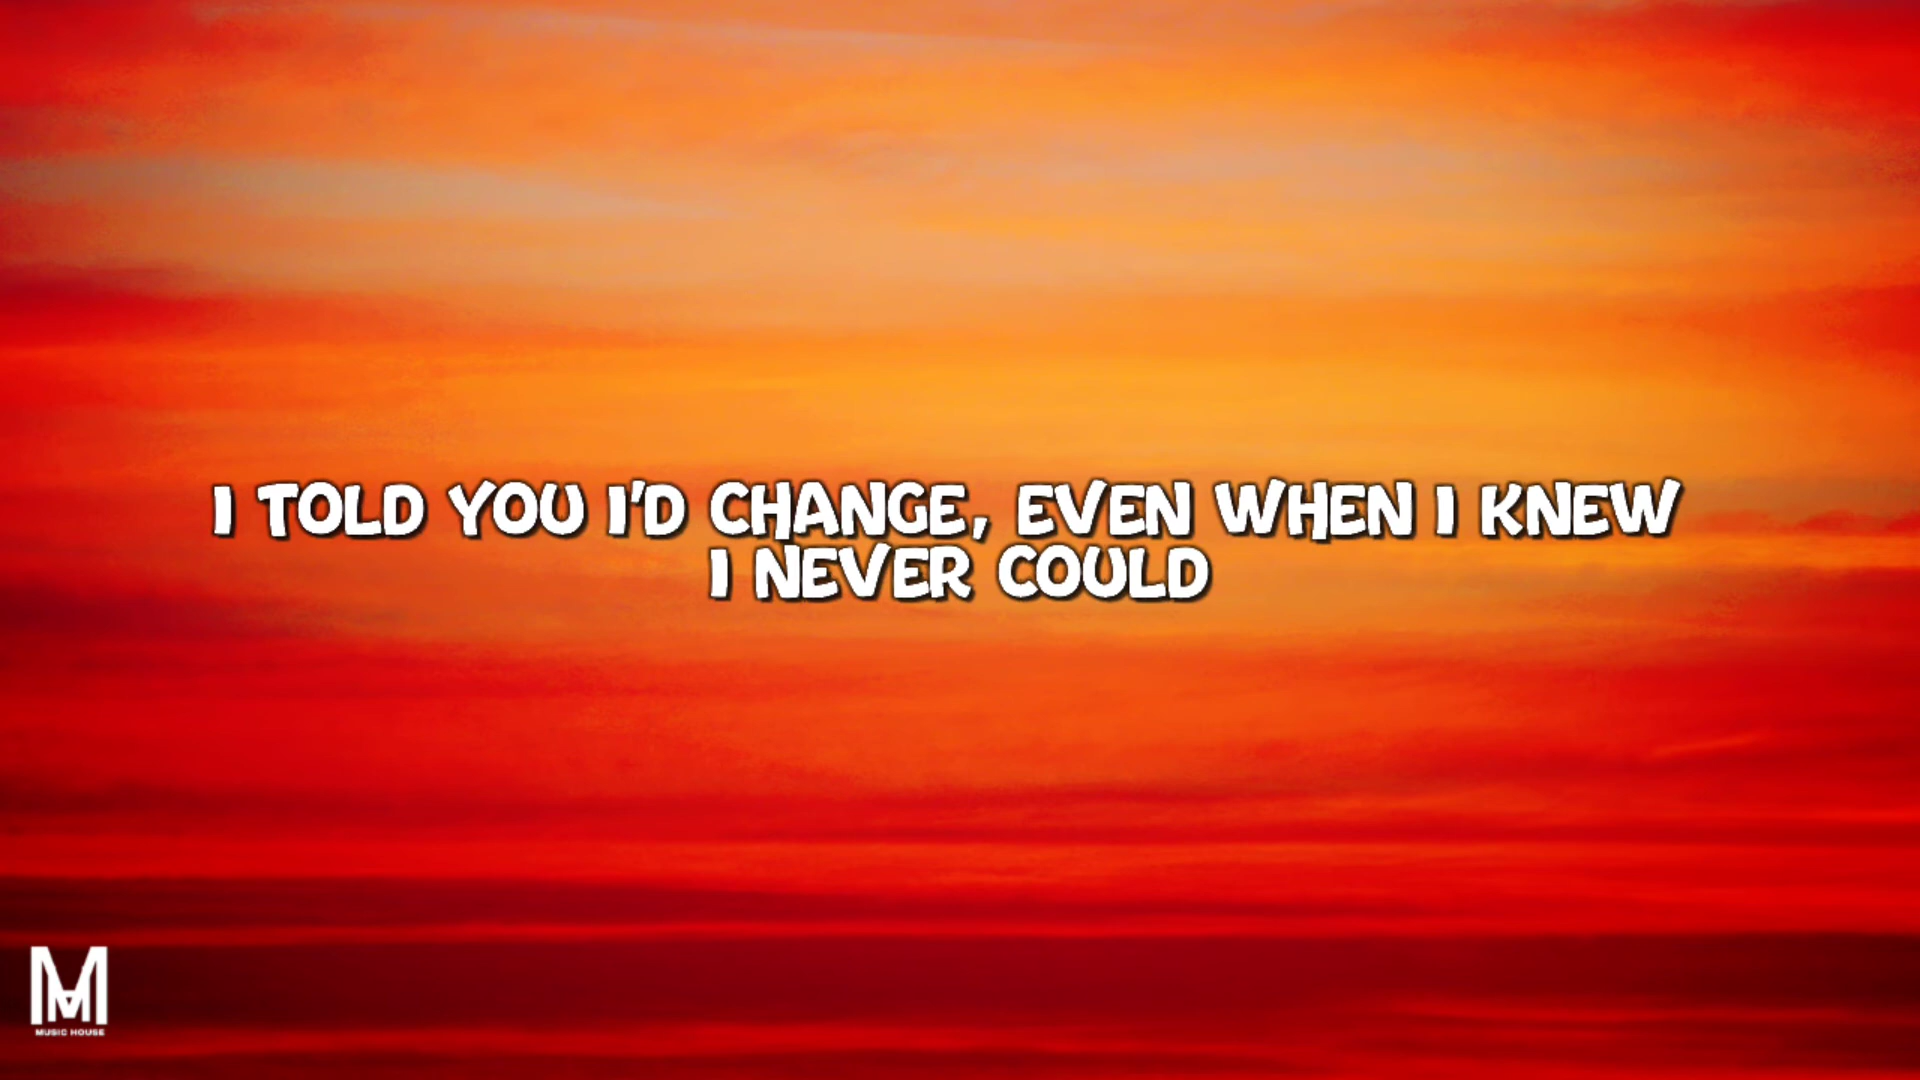 I TOLD YOU I'D CHANGE, EVEN WHEN I KNEW
I NEVER COULD
MUSIC HOUSE